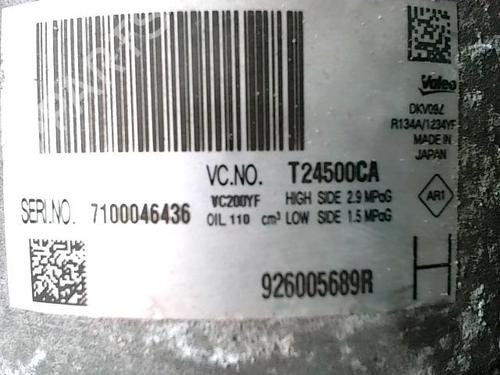 Valeo
DKV09Z
R134A/1234YF
MADE IN
JAPAN
VC.NO. T24500CA
SERI.NO. 7100046436
VC200YF HIGH SIDE 2.9 MPaG
OIL 110 cm³ LOW SIDE 1.5 MPaG
AR1
H
926005689R